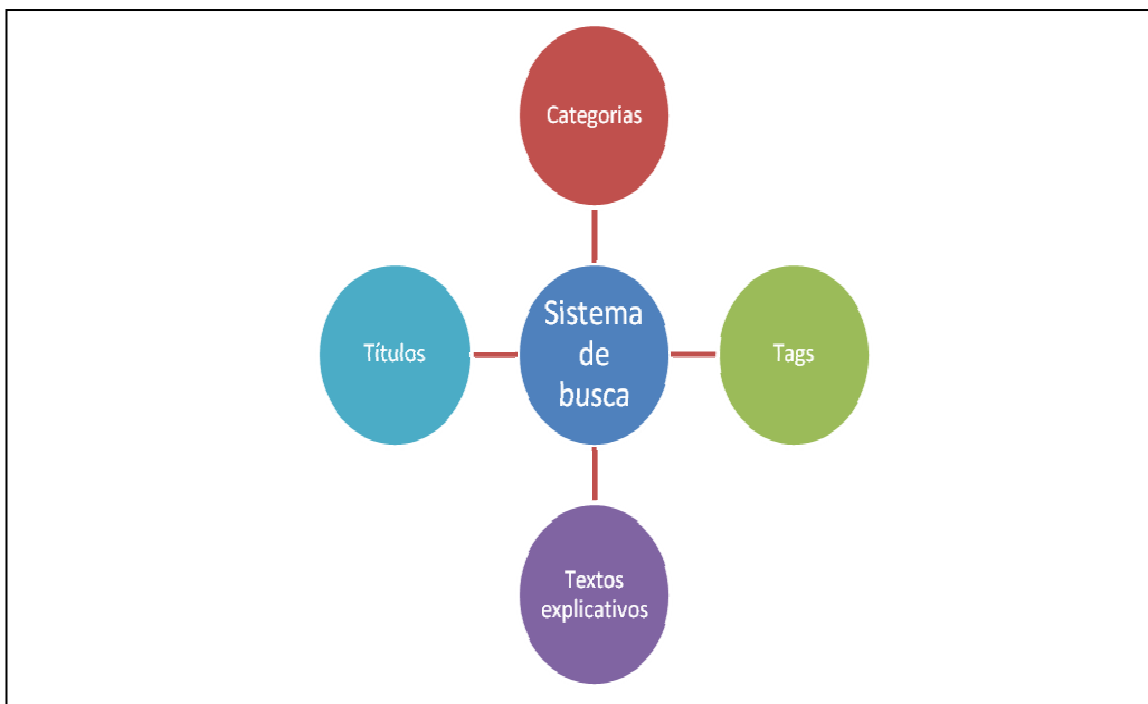 Categorias
Títulos
Sistema
de
busca
Tags
Textos
explicativos